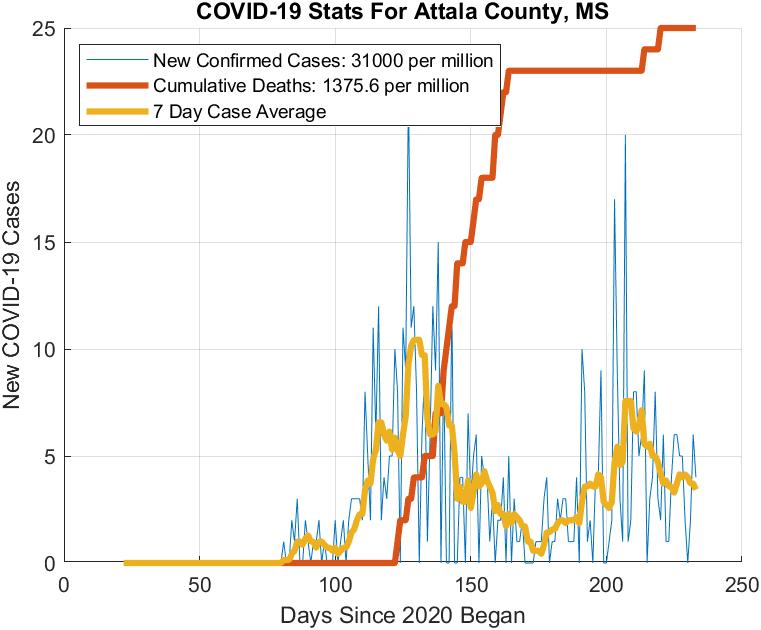 COVID-19 Stats For Attala County, MS
New Confirmed Cases: 31000 per million
Cumulative Deaths: 1375.6 per million
7 Day Case Average
New COVID-19 Cases
25
20
15
10
5
0
0 50 100 150 200 250
Days Since 2020 Began